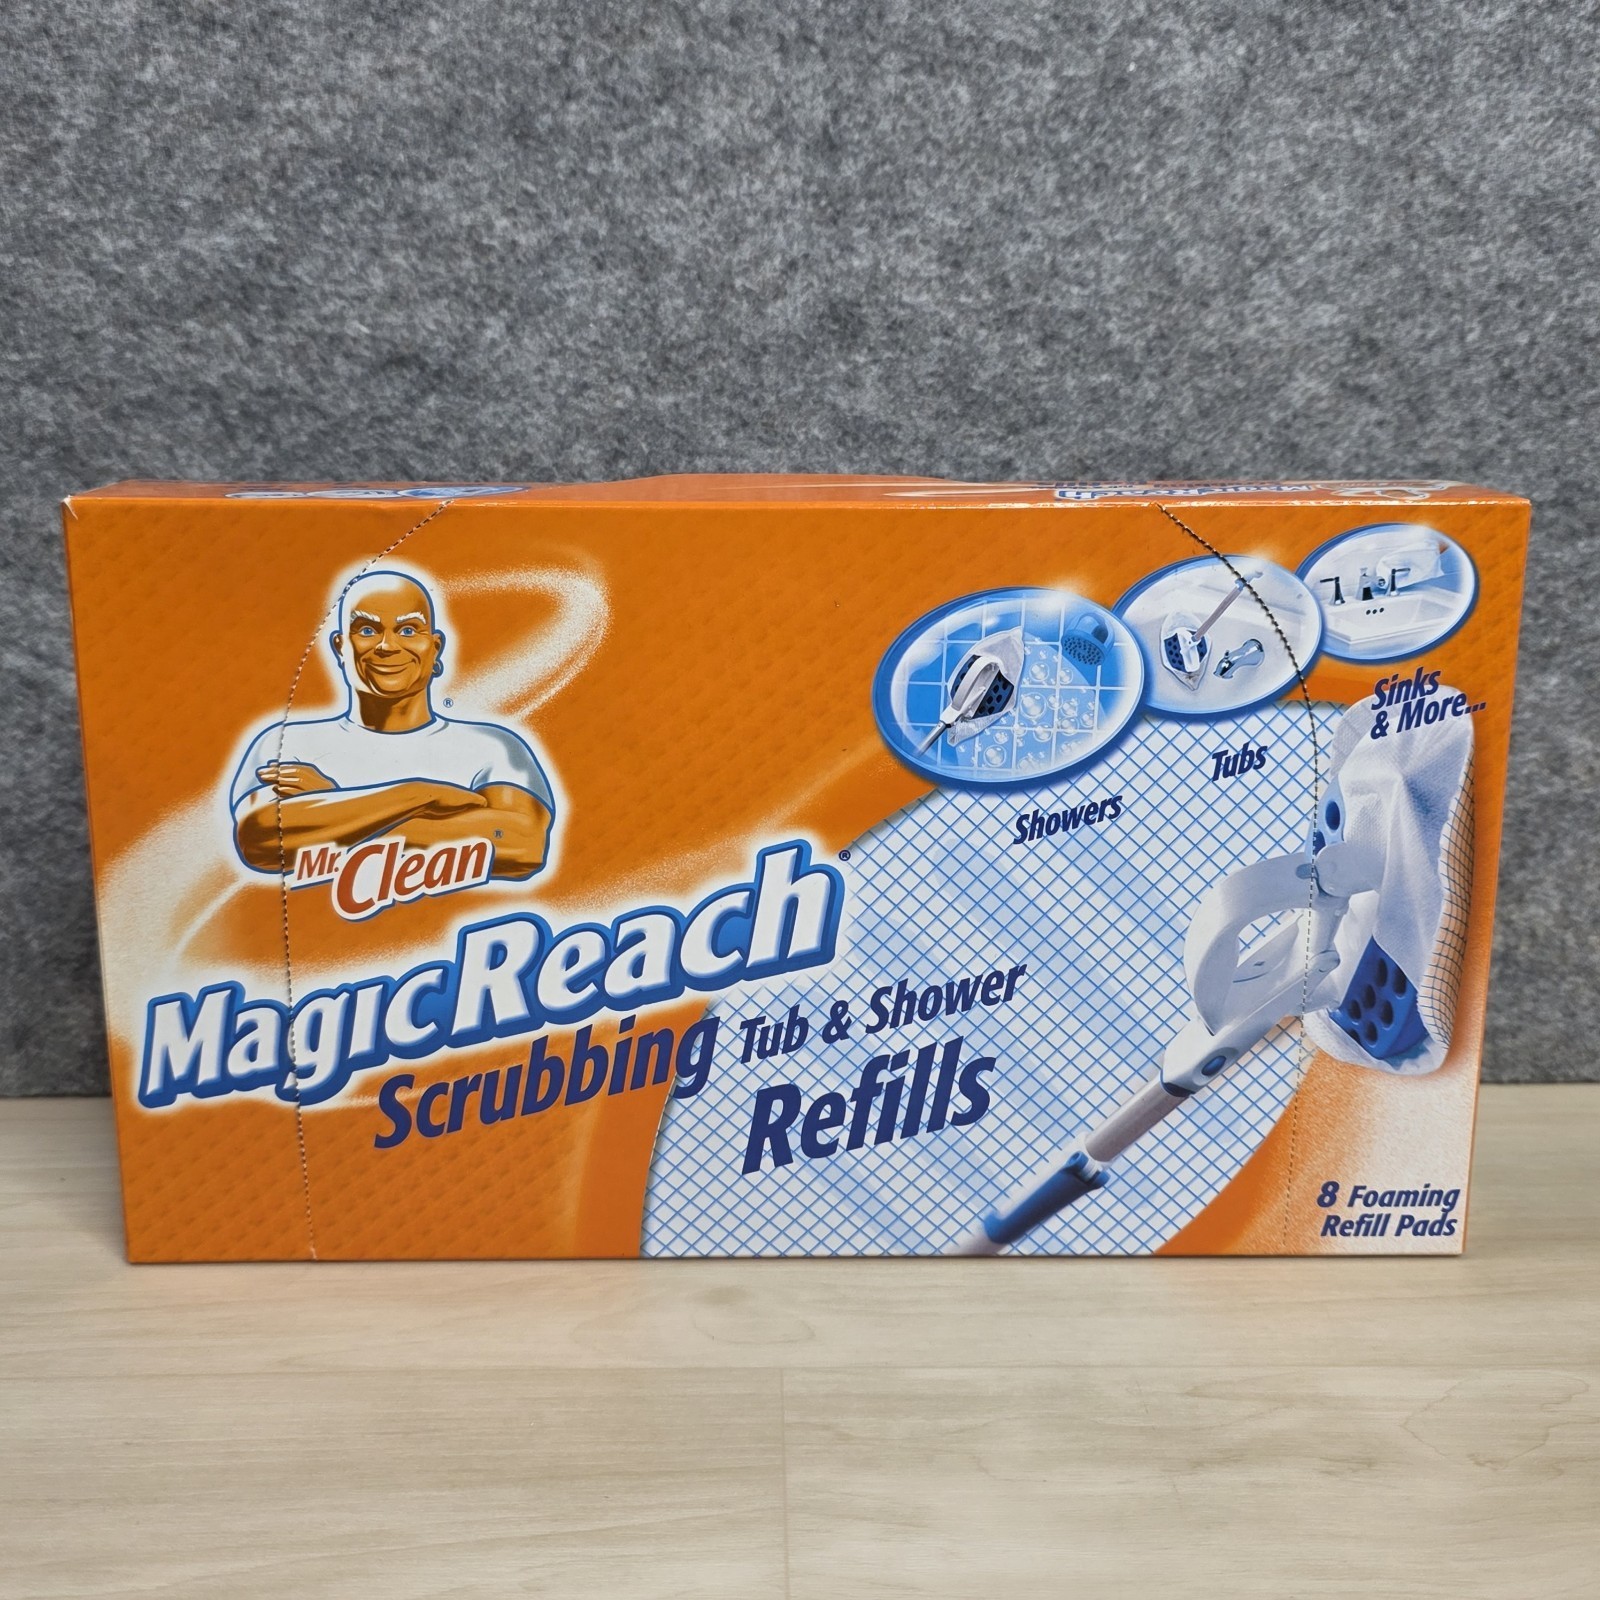 Mr. Clean®
®
MagicReach®
Scrubbing Tub & Shower
Refills
Showers
Tubs
Sinks
& More...
8 Foaming
Refill Pads